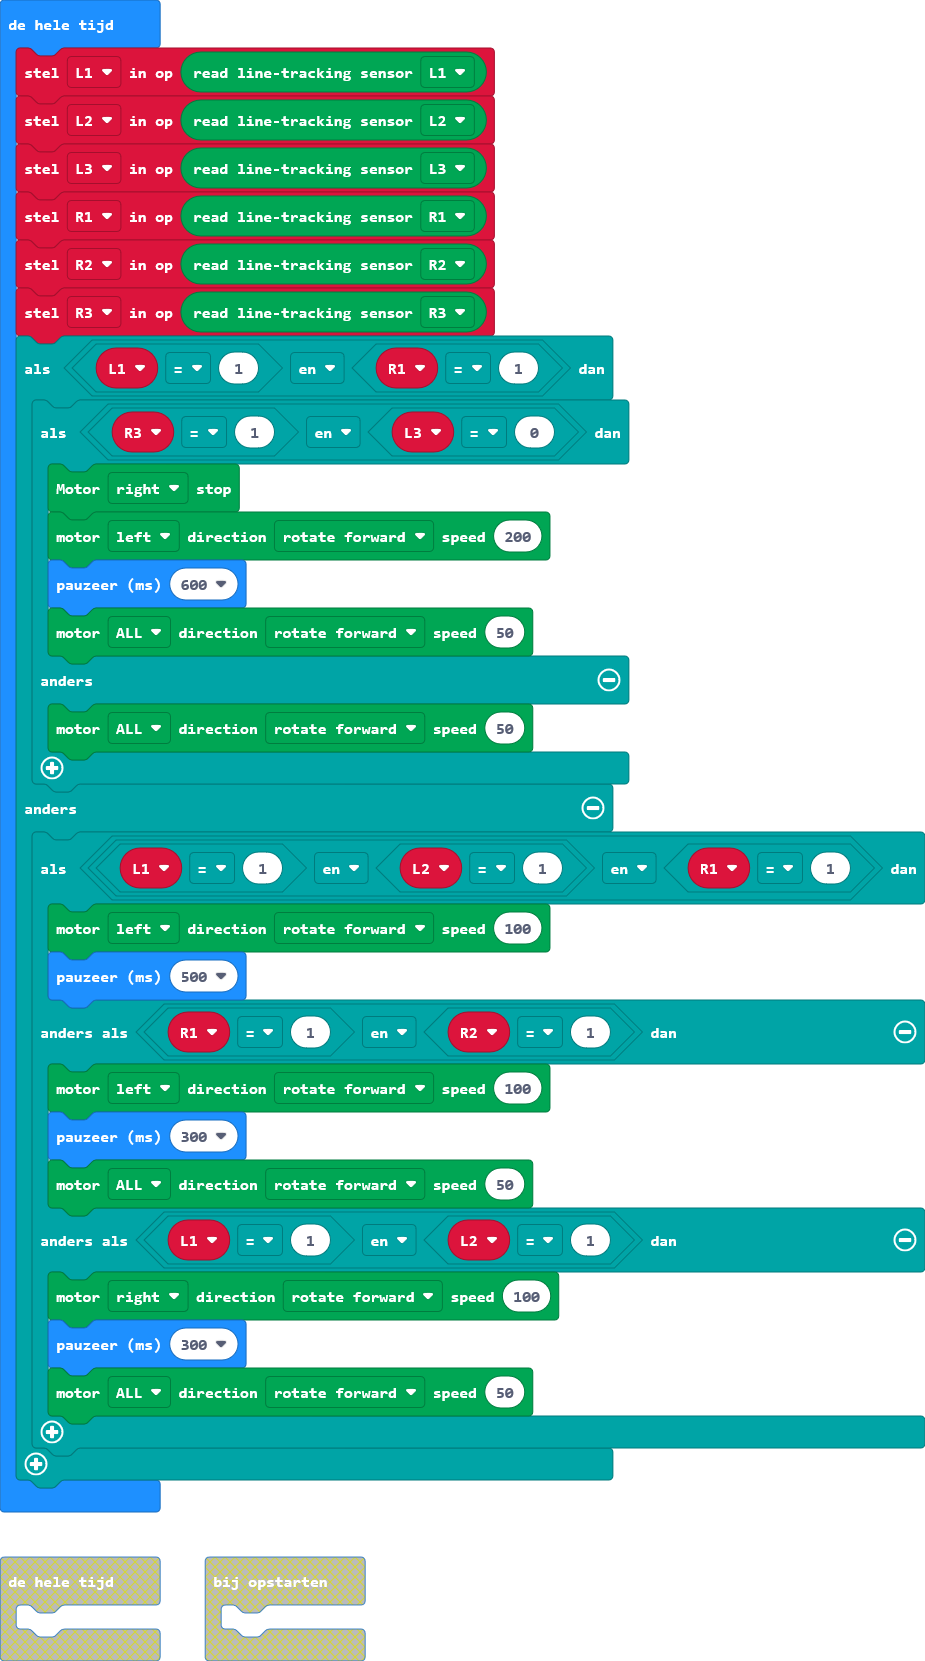 de hele tijd
stel L1 in op read line-tracking sensor L1
stel L2 in op read line-tracking sensor L2
stel L3 in op read line-tracking sensor L3
stel R1 in op read line-tracking sensor R1
stel R2 in op read line-tracking sensor R2
stel R3 in op read line-tracking sensor R3
als L1 = 1 en R1 = 1 dan
als R3 = 1 en L3 = 0 dan
Motor right stop
motor left direction rotate forward speed 200
pauzeer (ms) 600
motor ALL direction rotate forward speed 50
anders
motor ALL direction rotate forward speed 50
anders
als L1 = 1 en L2 = 1 en R1 = 1 dan
motor left direction rotate forward speed 100
pauzeer (ms) 500
anders als R1 = 1 en R2 = 1 dan
motor left direction rotate forward speed 100
pauzeer (ms) 300
motor ALL direction rotate forward speed 50
anders als L1 = 1 en L2 = 1 dan
motor right direction rotate forward speed 100
pauzeer (ms) 300
motor ALL direction rotate forward speed 50
de hele tijd
bij opstarten